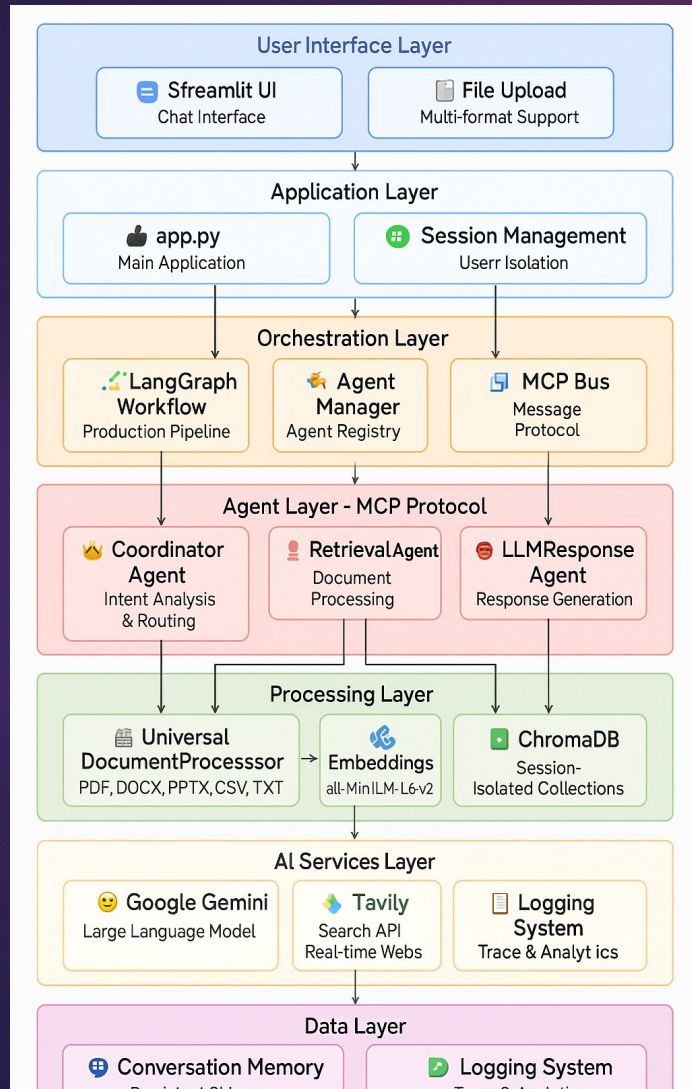 User Interface Layer
Sfreamlit UI
Chat Interface
File Upload
Multi-format Support
Application Layer
app.py
Main Application
Session Management
Userr Isolation
Orchestration Layer
LangGraph
Workflow
Production Pipeline
Agent
Manager
Agent Registry
MCP Bus
Message
Protocol
Agent Layer - MCP Protocol
Coordinator
Agent
Intent Analysis
& Routing
RetrievalAgent
Document
Processing
LLMResponse
Agent
Response Generation
Processing Layer
Universal
DocumentProcesssor
PDF, DOCX, PPTX, CSV, TXT
Embeddings
all-MinILM-L6-v2
ChromaDB
Session-
Isolated Collections
AI Services Layer
Google Gemini
Large Language Model
Tavily
Search API
Real-time Webs
Logging
System
Trace & Analyt ics
Data Layer
Conversation Memory
Logging System